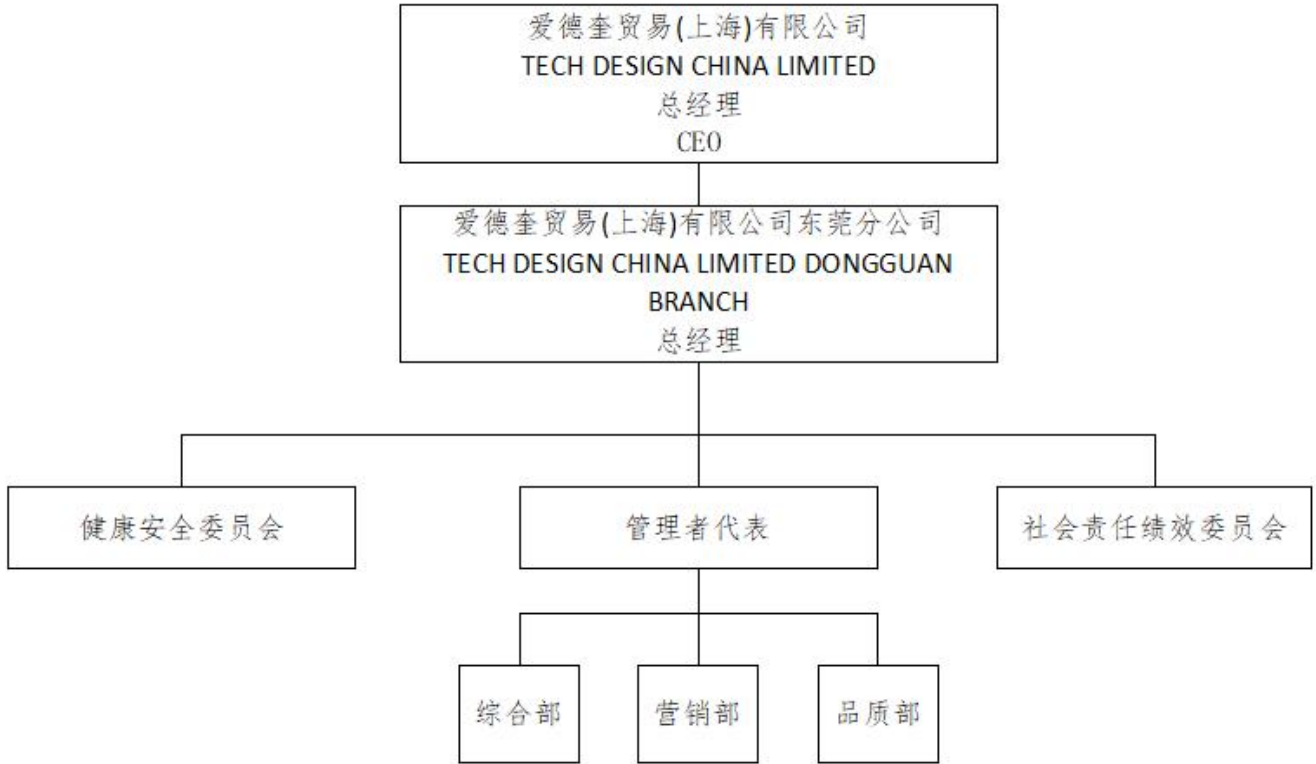 爱德奎贸易(上海)有限公司
TECH DESIGN CHINA LIMITED
总经理
CEO
爱德奎贸易(上海)有限公司东莞分公司
TECH DESIGN CHINA LIMITED DONGGUAN
BRANCH
总经理
健康安全委员会
管理者代表
社会责任绩效委员会
综合部
营销部
品质部